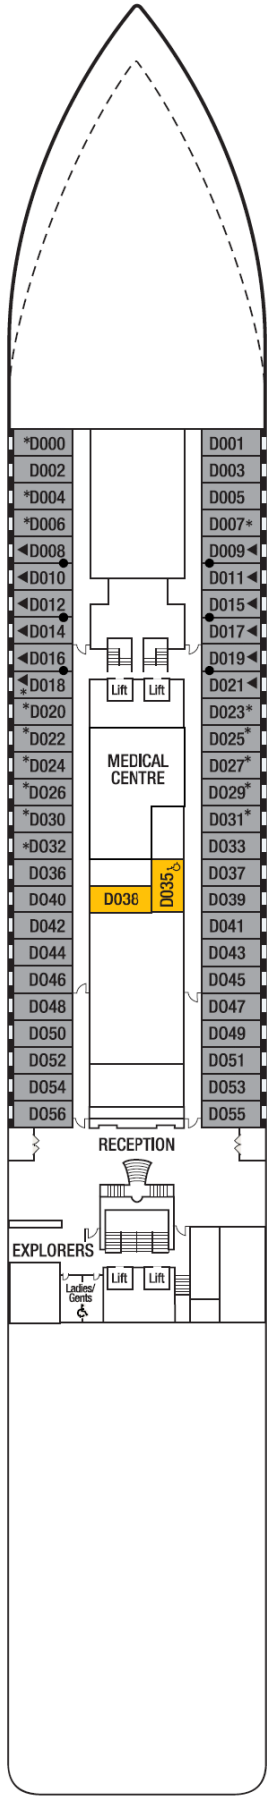 *D000 D001
D002 D003
*D004 D005
*D006 D007*
◀D008 D009◀
◀D010 D011◀
◀D012 D015◀
◀D014 D017◀
◀D016 D019◀
◀*D018 Lift Lift D021◀
*D020 D023*
*D022 D025*
MEDICAL
CENTRE
*D024 D027*
*D026 D029*
*D030 D031*
*D032 D033
D036 D035 D037
D040 D038 D039
D042 D041
D044 D043
D046 D045
D048 D047
D050 D049
D052 D051
D054 D053
D056 D055
RECEPTION
EXPLORERS
Lift Lift
Ladies/
Gents